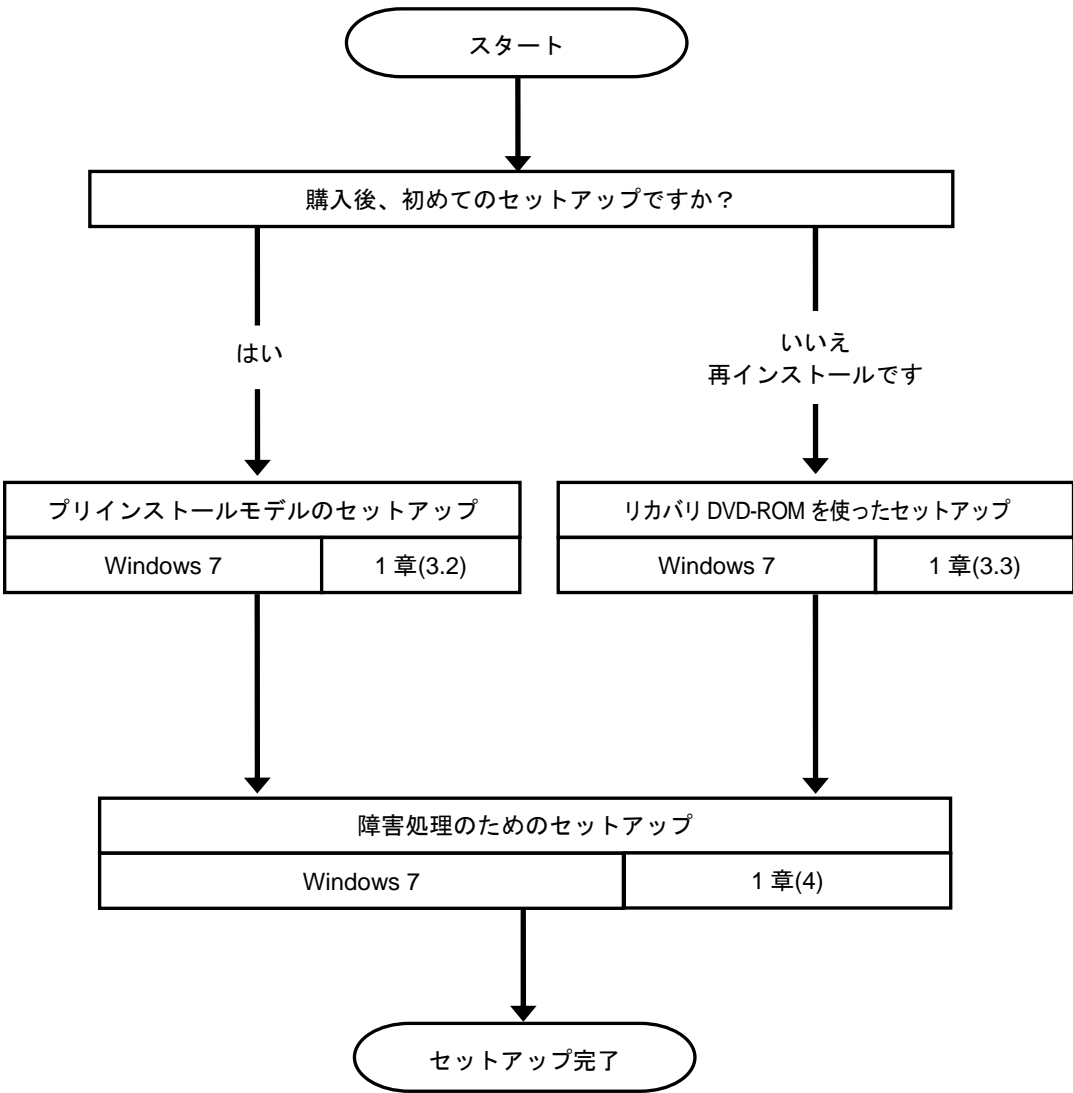 スタート
購入後、初めてのセットアップですか？
はい
いいえ
再インストールです
プリインストールモデルのセットアップ
Windows 7
1 章(3.2)
リカバリ DVD-ROM を使ったセットアップ
Windows 7
1 章(3.3)
障害処理のためのセットアップ
Windows 7
1 章(4)
セットアップ完了